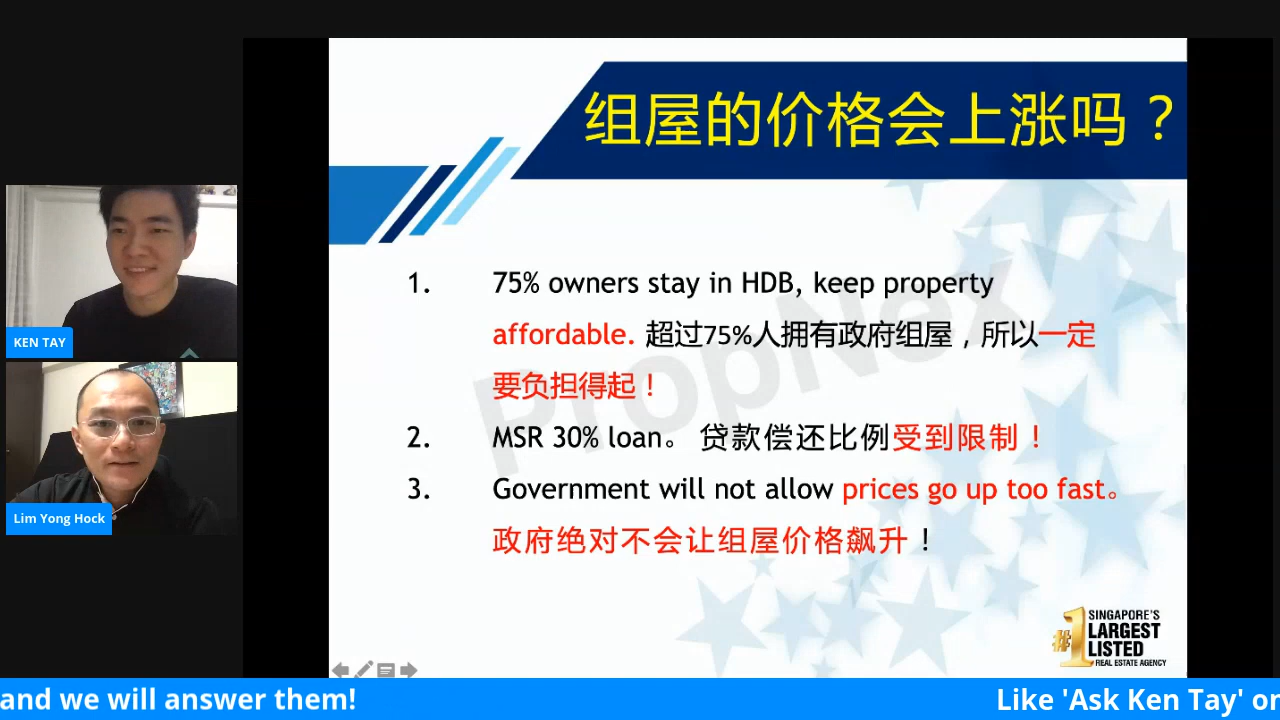 组屋的价格会上涨吗？
1. 75% owners stay in HDB, keep property
affordable. 超过75%人拥有政府组屋，所以一定
要负担得起！
2. MSR 30% loan。 贷款偿还比例受到限制！
3. Government will not allow prices go up too fast。
政府绝对不会让组屋价格飙升！
PropNex
KEN TAY
Lim Yong Hock
#1 SINGAPORE'S
LARGEST
LISTED
REAL ESTATE AGENCY
and we will answer them! Like 'Ask Ken Tay' or